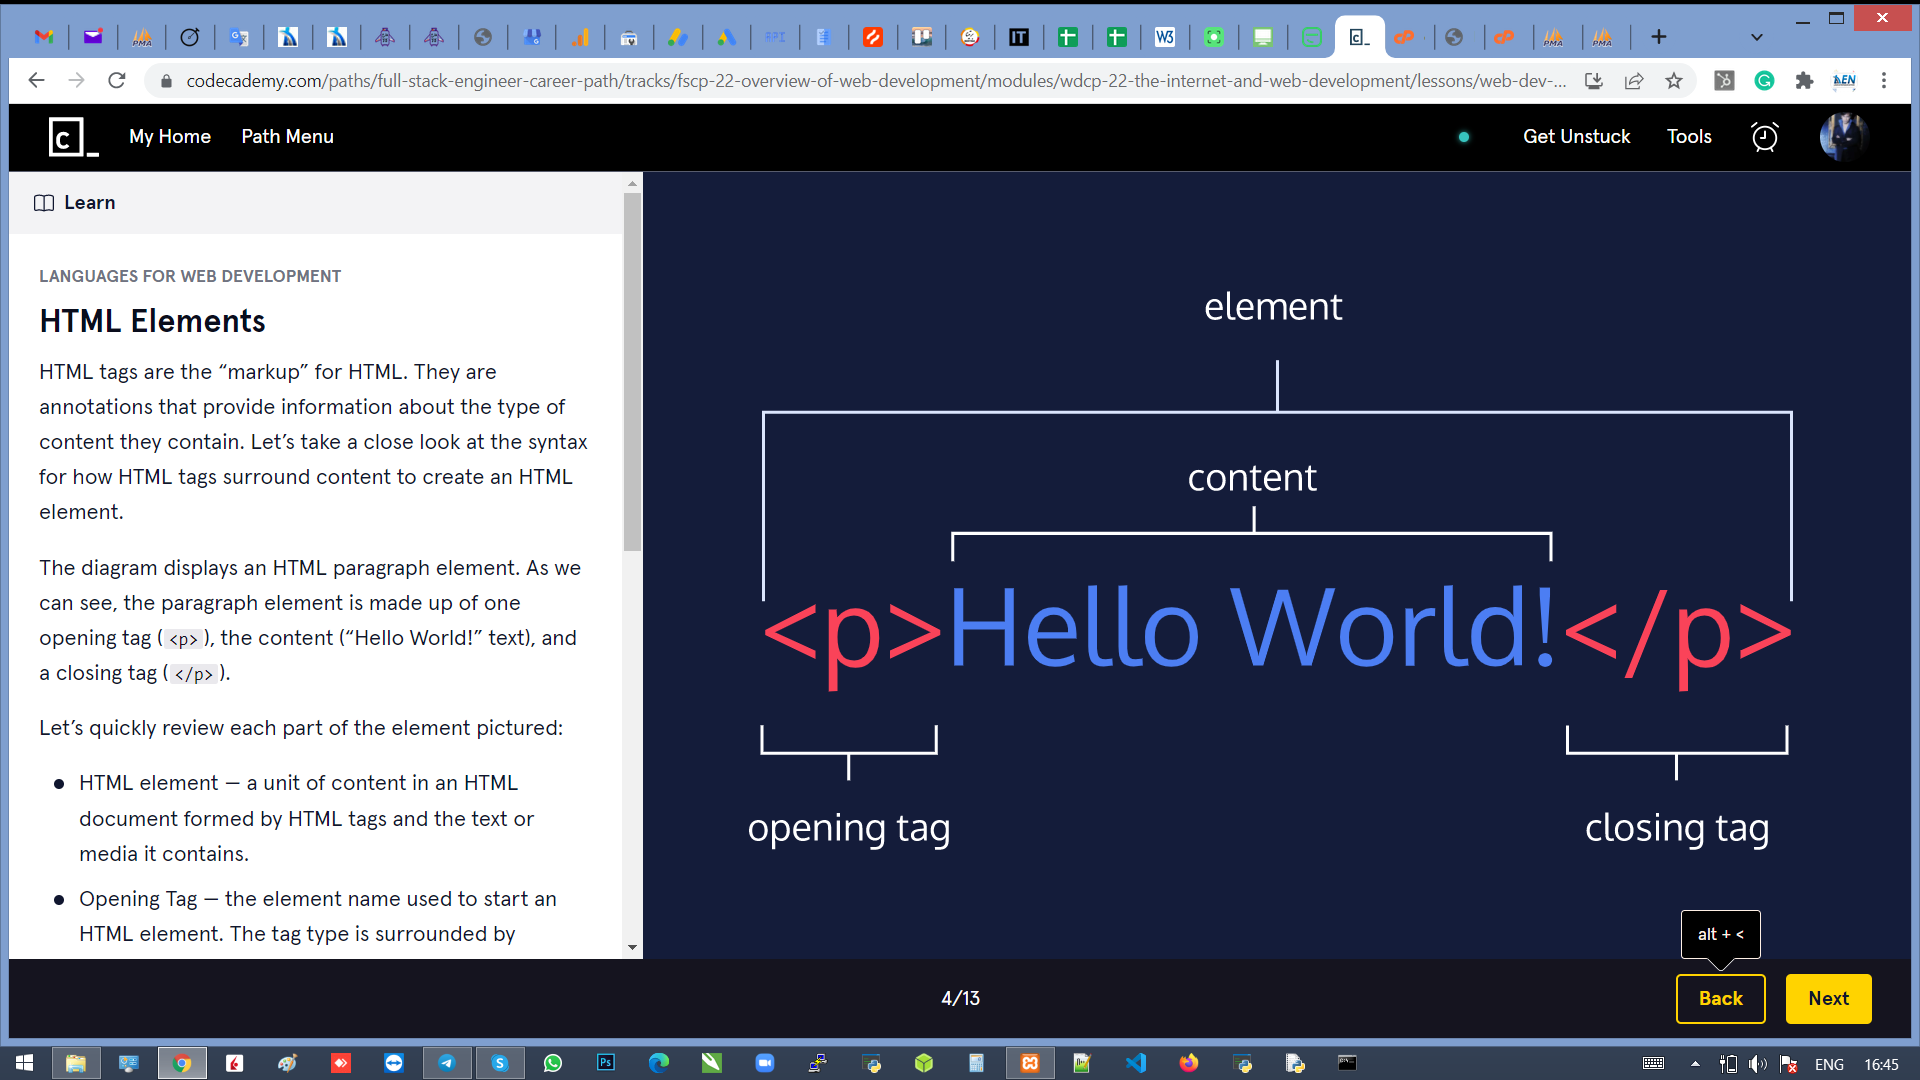 codecademy.com/paths/full-stack-engineer-career-path/tracks/fscp-22-overview-of-web-development/modules/wdcp-22-the-internet-and-web-development/lessons/web-dev-...
My Home
Path Menu
Get Unstuck
Tools
Learn
LANGUAGES FOR WEB DEVELOPMENT
HTML Elements
HTML tags are the “markup” for HTML. They are
annotations that provide information about the type of
content they contain. Let’s take a close look at the syntax
for how HTML tags surround content to create an HTML
element.
The diagram displays an HTML paragraph element. As we
can see, the paragraph element is made up of one
opening tag ( <p> ), the content (“Hello World!” text), and
a closing tag ( </p> ).
Let’s quickly review each part of the element pictured:
HTML element — a unit of content in an HTML
document formed by HTML tags and the text or
media it contains.
Opening Tag — the element name used to start an
HTML element. The tag type is surrounded by
element
content
<p>Hello World!</p>
opening tag
closing tag
alt + <
4/13
Back
Next
ENG
16:45